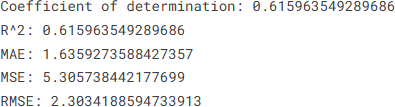 Coefficient of determination: 0.615963549289686
R^2: 0.615963549289686
MAE: 1.6359273588427357
MSE: 5.305738442177699
RMSE: 2.3034188594733913